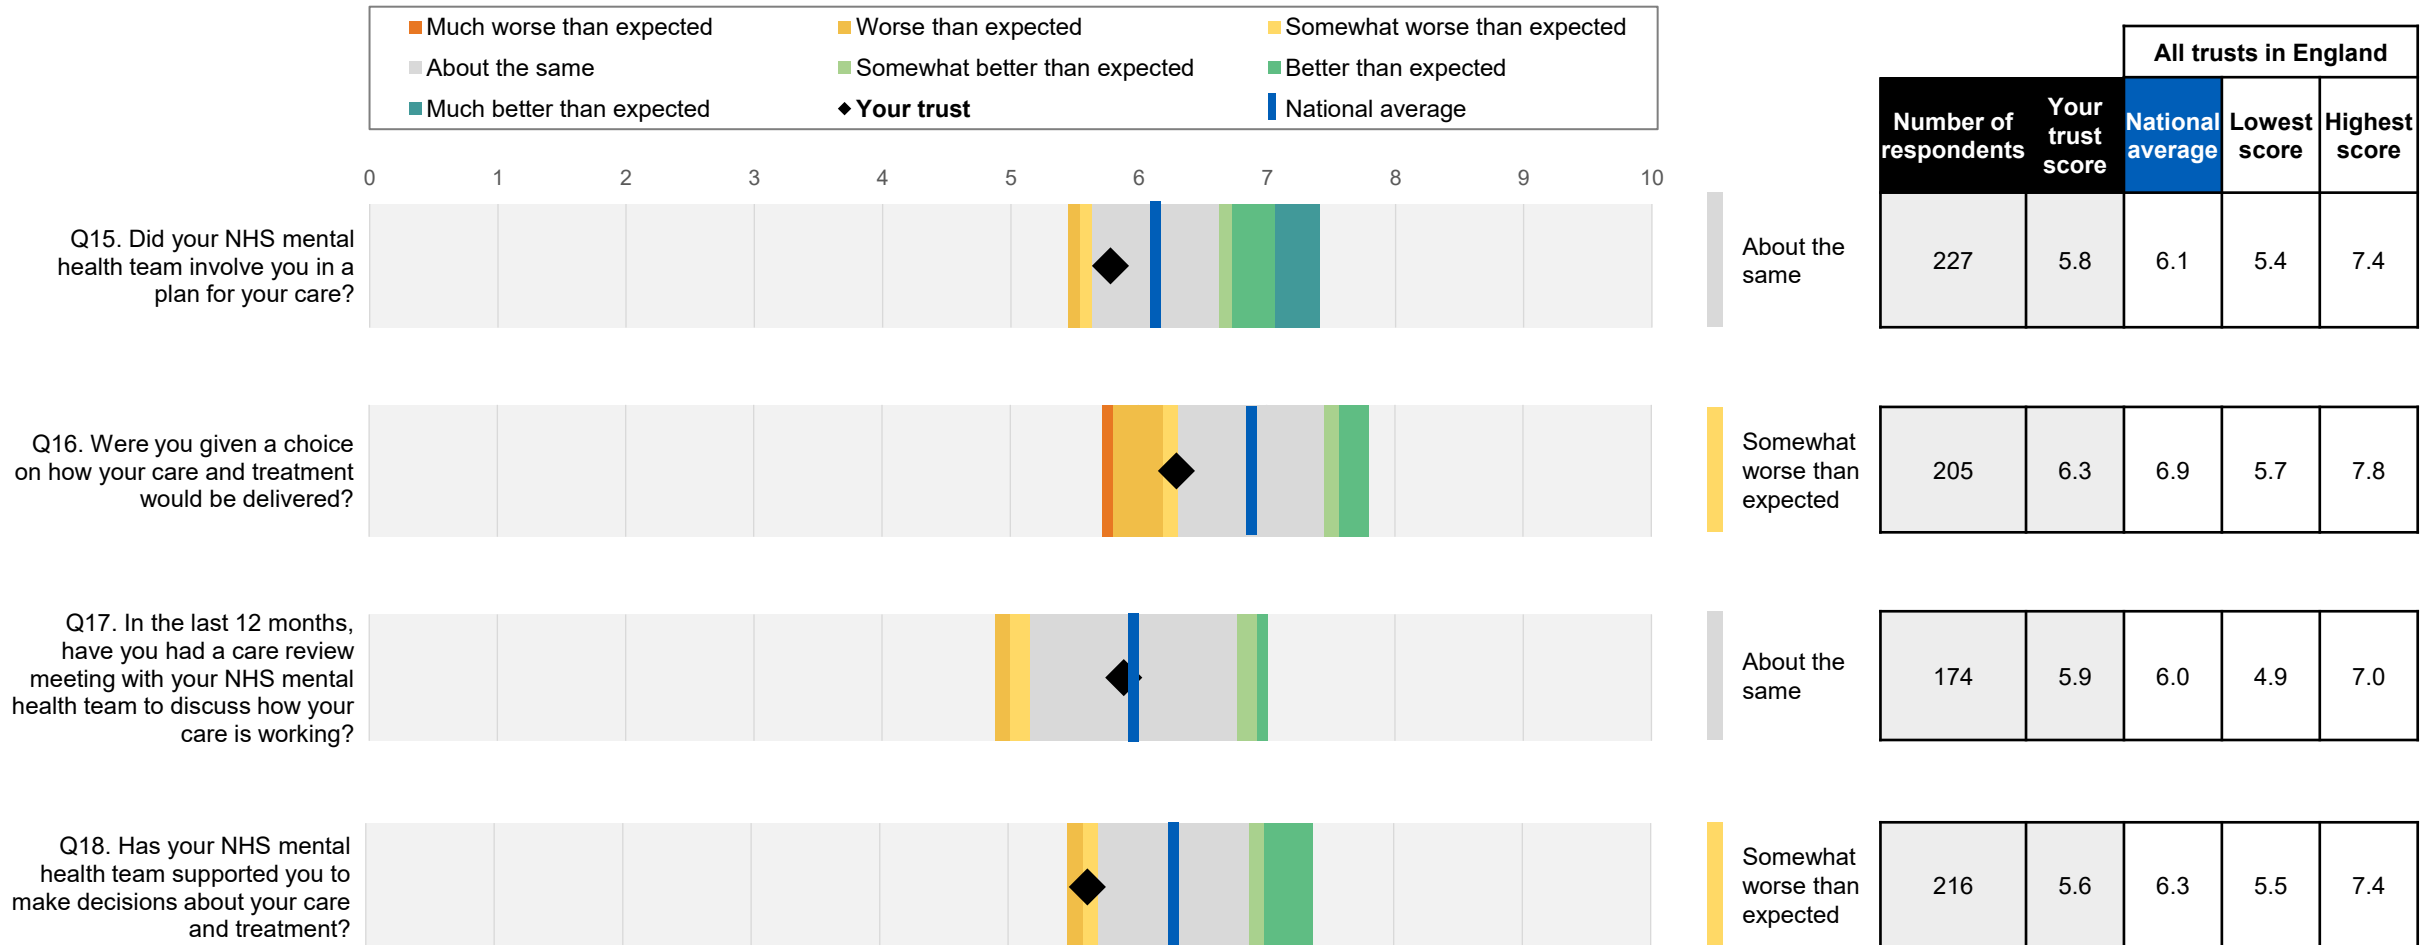 Much worse than expected
Worse than expected
Somewhat worse than expected
About the same
Somewhat better than expected
Better than expected
Much better than expected
Your trust
National average
All trusts in England
Number of
respondents
Your
trust
score
National
average
Lowest
score
Highest
score
0 1 2 3 4 5 6 7 8 9 10
Q15. Did your NHS mental
health team involve you in a
plan for your care?
About the
same
227 5.8 6.1 5.4 7.4
Q16. Were you given a choice
on how your care and treatment
would be delivered?
Somewhat
worse than
expected
205 6.3 6.9 5.7 7.8
Q17. In the last 12 months,
have you had a care review
meeting with your NHS mental
health team to discuss how your
care is working?
About the
same
174 5.9 6.0 4.9 7.0
Q18. Has your NHS mental
health team supported you to
make decisions about your care
and treatment?
Somewhat
worse than
expected
216 5.6 6.3 5.5 7.4